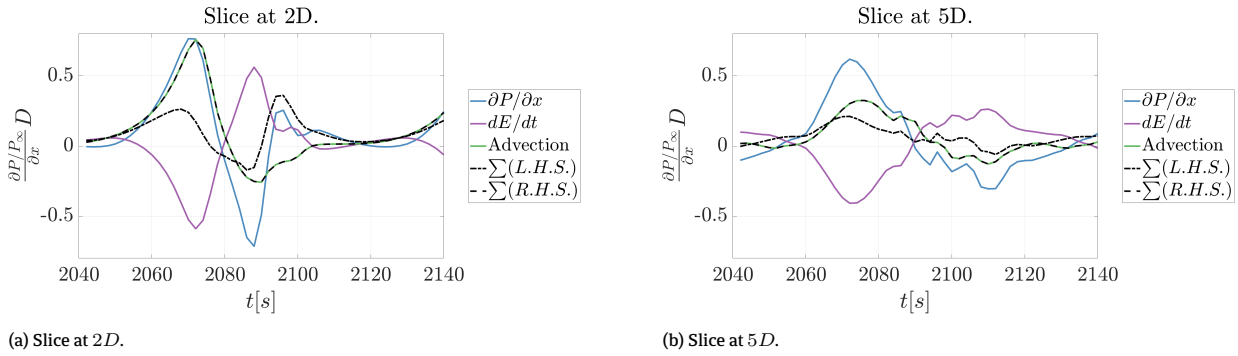 Slice at 2D.
∂P/P∞ / ∂x D
0.5
0
-0.5
2040 2060 2080 2100 2120 2140
t[s]
∂P/∂x
dE/dt
Advection
∑(L.H.S.)
∑(R.H.S.)
(a) Slice at 2D.
Slice at 5D.
∂P/P∞ / ∂x D
0.5
0
-0.5
2040 2060 2080 2100 2120 2140
t[s]
∂P/∂x
dE/dt
Advection
∑(L.H.S.)
∑(R.H.S.)
(b) Slice at 5D.